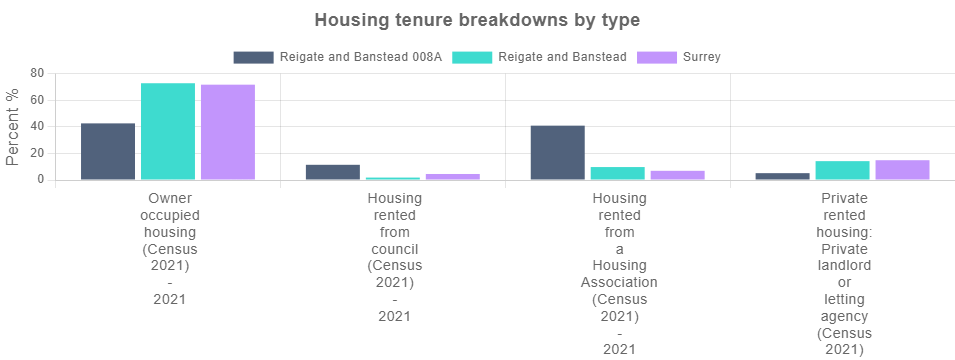 Housing tenure breakdowns by type
Reigate and Banstead 008A
Reigate and Banstead
Surrey
Percent %
80
60
40
20
0
Owner
occupied
housing
(Census
2021)
-
2021
Housing
rented
from
council
(Census
2021)
-
2021
Housing
rented
from
a
Housing
Association
(Census
2021)
-
2021
Private
rented
housing:
Private
landlord
or
letting
agency
(Census
2021)